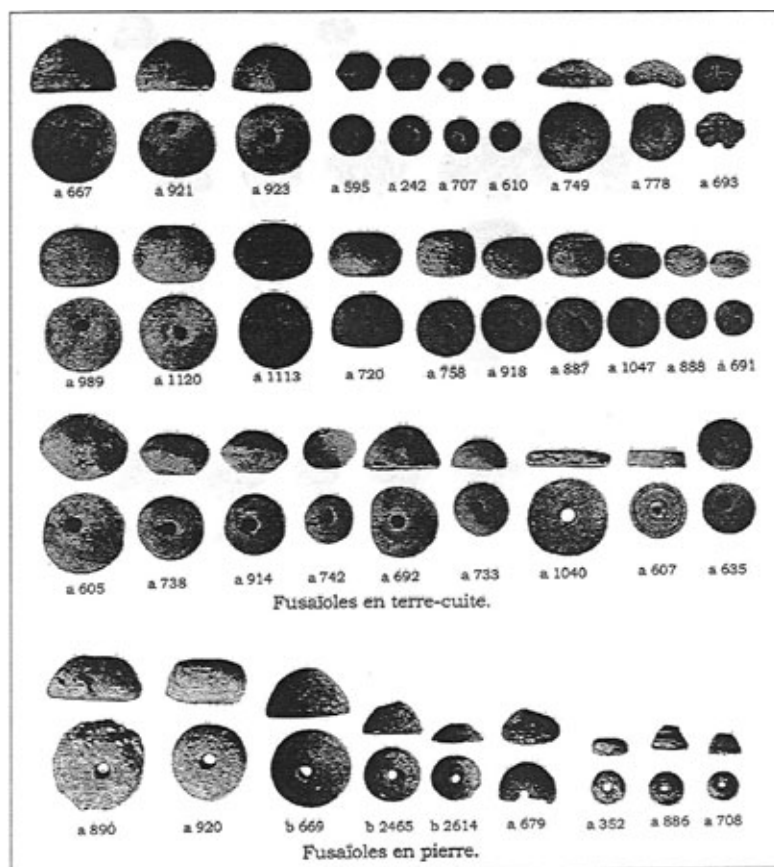 a 667 a 921 a 923 a 595 a 242 a 707 a 610 a 749 a 778 a 693
a 989 a 1120 a 1113 a 720 a 758 a 918 a 887 a 1047 a 888 a 691
a 605 a 738 a 914 a 742 a 692 a 733 a 1040 a 607 a 635
Fusaïoles en terre-cuite.
a 890 a 920 b 669 b 2465 b 2614 a 679 a 352 a 886 a 708
Fusaïoles en pierre.